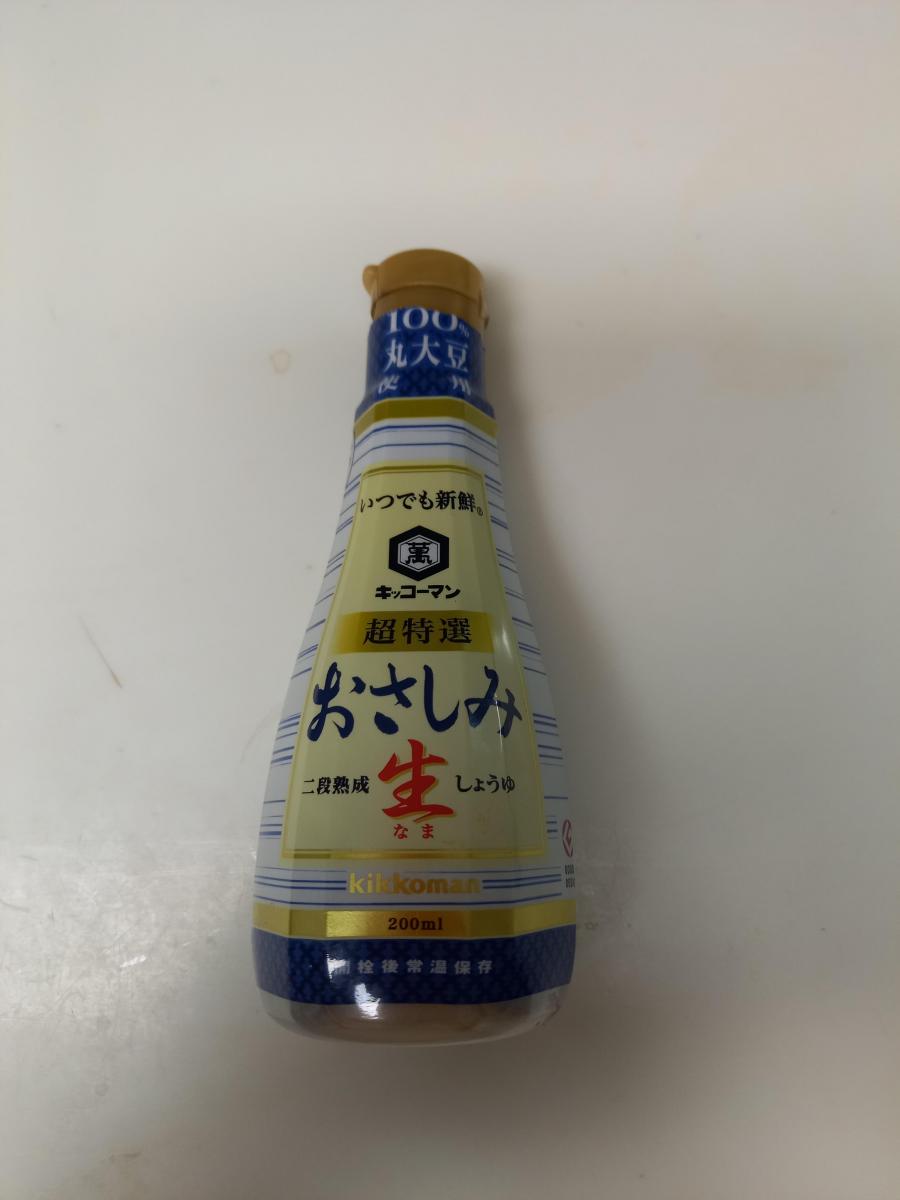 100%
丸大豆
使用
いつでも新鮮®
萬
キッコーマン
超特選
おさしみ
二段熟成 生 しょうゆ
なま
kikkoman
200ml
開栓後常温保存